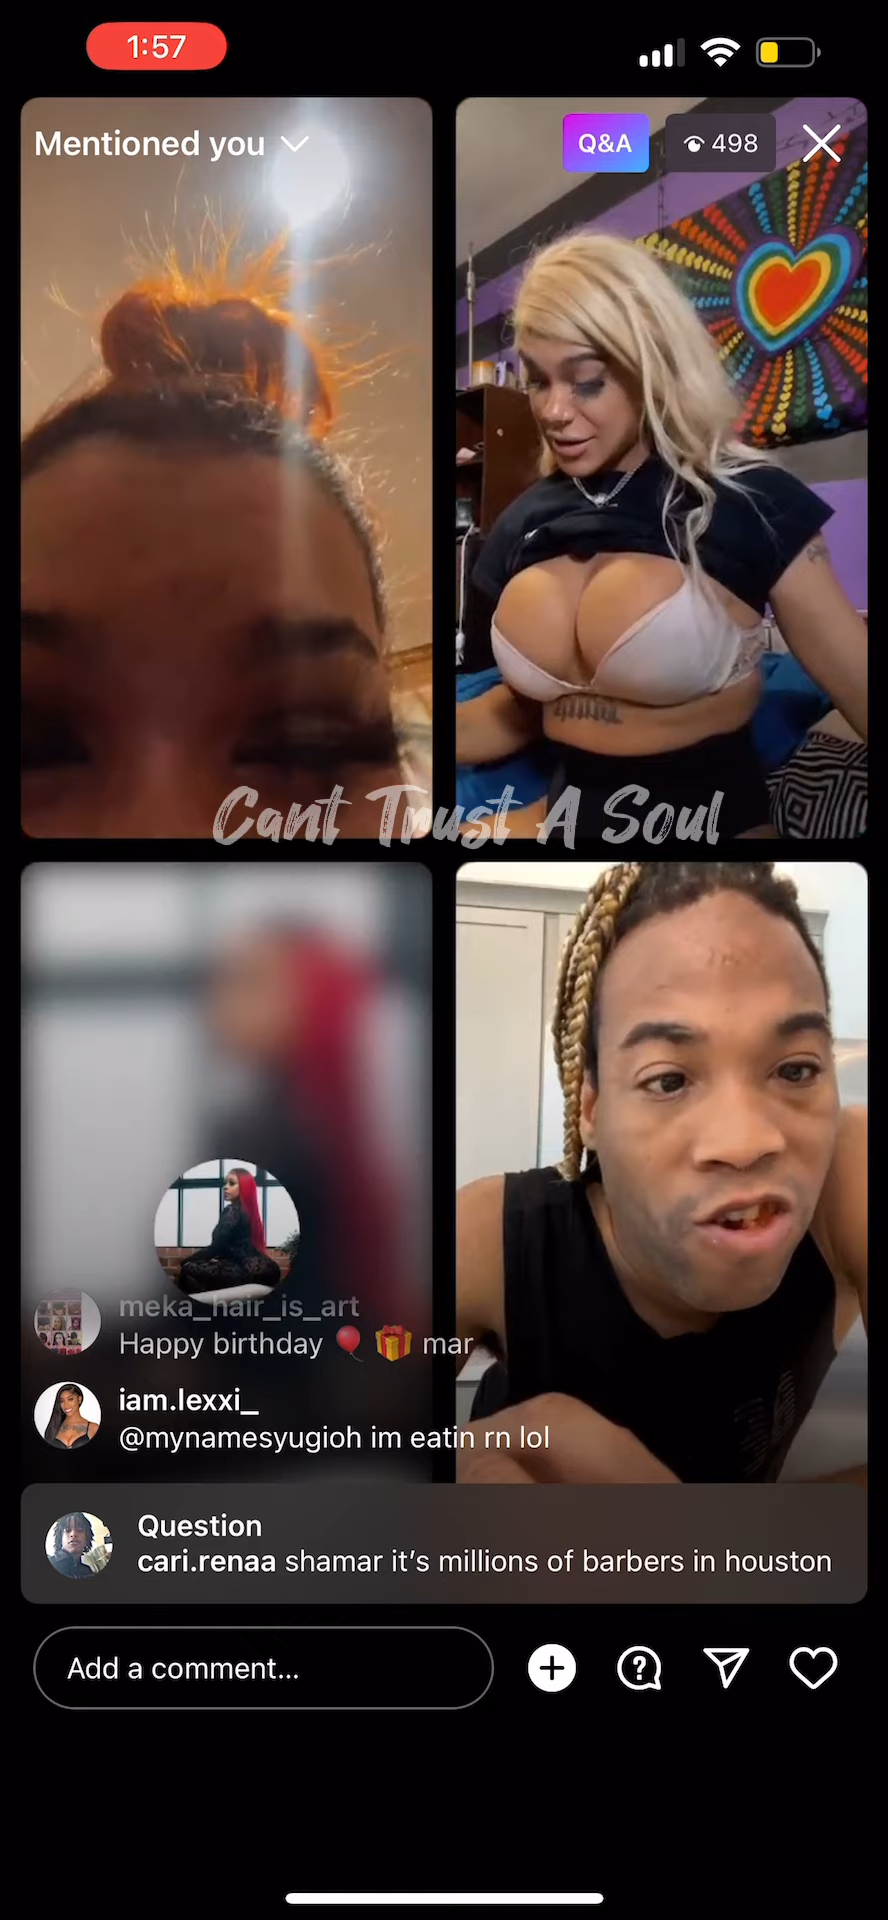 1:57
Mentioned you
Q&A
498
Cant Trust A Soul
meka_hair_is_art
Happy birthday 🎈 🎁 mar
iam.lexxi_
@mynamesyugioh im eatin rn lol
Question
cari.renaa shamar it's millions of barbers in houston
Add a comment...